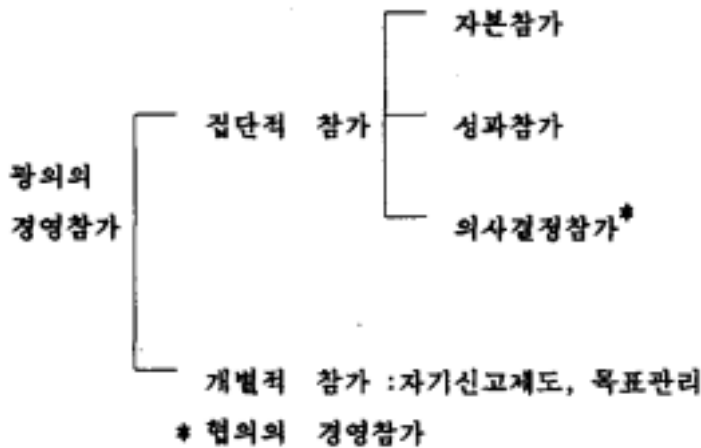 자본참가
집단적 참가
성과참가
광의의
경영참가
의사결정참가*
개별적 참가 :자기신고제도, 목표관리
* 협의의 경영참가